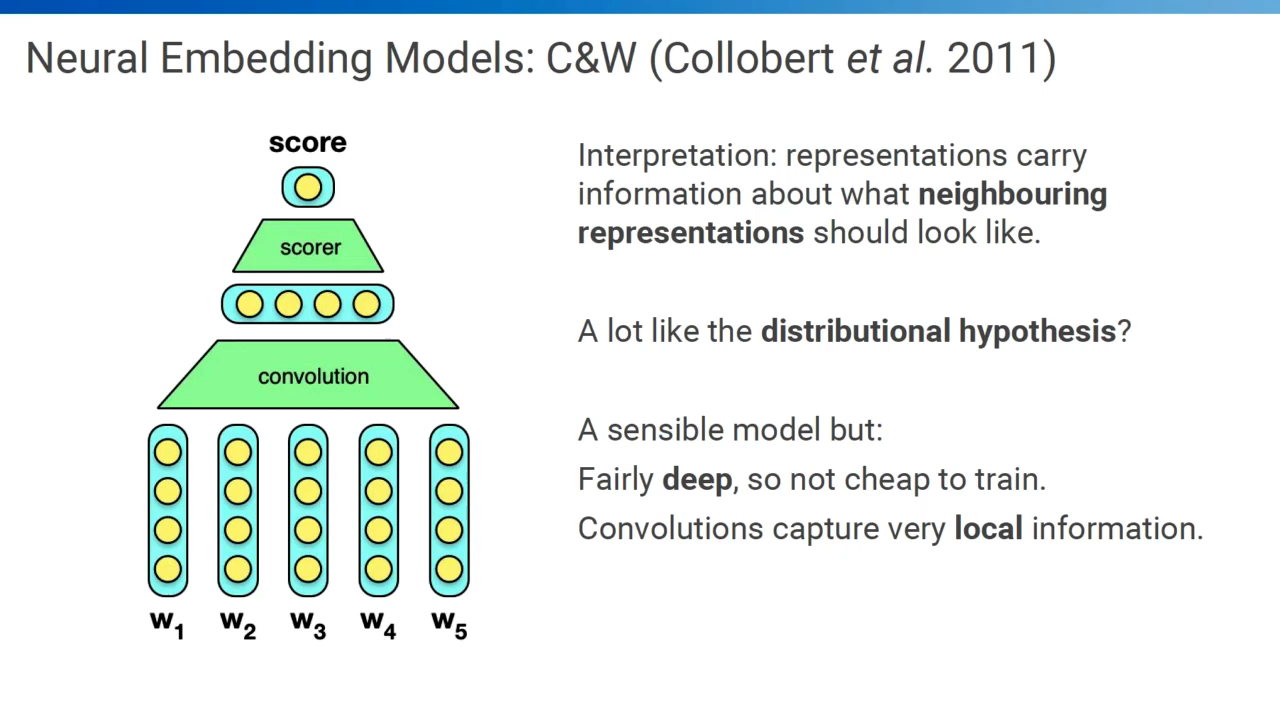 Neural Embedding Models: C&W (Collobert et al. 2011)
score
scorer
convolution
w1 w2 w3 w4 w5
Interpretation: representations carry
information about what neighbouring
representations should look like.
A lot like the distributional hypothesis?
A sensible model but:
Fairly deep, so not cheap to train.
Convolutions capture very local information.